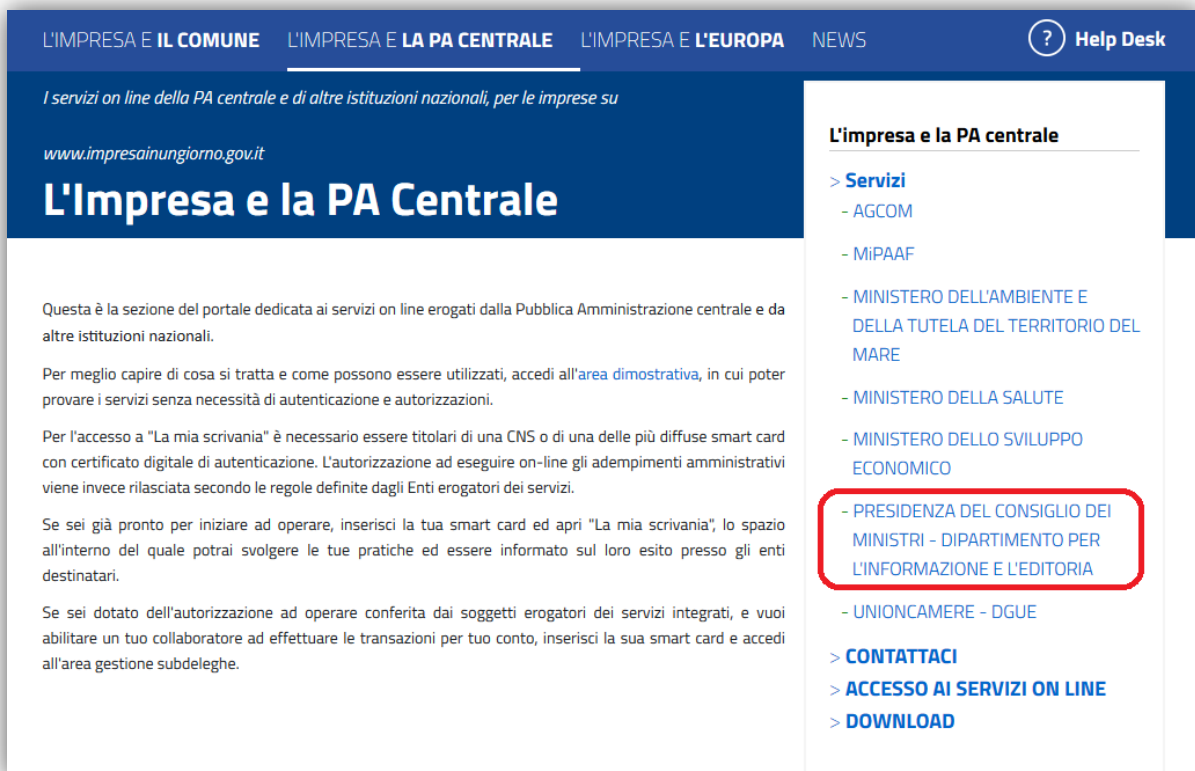 L'IMPRESA E IL COMUNE L'IMPRESA E LA PA CENTRALE L'IMPRESA E L'EUROPA NEWS ? Help Desk
I servizi on line della PA centrale e di altre istituzioni nazionali, per le imprese su
www.impresainungiorno.gov.it
L'Impresa e la PA Centrale
Questa è la sezione del portale dedicata ai servizi on line erogati dalla Pubblica Amministrazione centrale e da
altre istituzioni nazionali.
Per meglio capire di cosa si tratta e come possono essere utilizzati, accedi all'area dimostrativa, in cui poter
provare i servizi senza necessità di autenticazione e autorizzazioni.
Per l'accesso a "La mia scrivania" è necessario essere titolari di una CNS o di una delle più diffuse smart card
con certificato digitale di autenticazione. L'autorizzazione ad eseguire on-line gli adempimenti amministrativi
viene invece rilasciata secondo le regole definite dagli Enti erogatori dei servizi.
Se sei già pronto per iniziare ad operare, inserisci la tua smart card ed apri "La mia scrivania", lo spazio
all'interno del quale potrai svolgere le tue pratiche ed essere informato sul loro esito presso gli enti
destinatari.
Se sei dotato dell'autorizzazione ad operare conferita dai soggetti erogatori dei servizi integrati, e vuoi
abilitare un tuo collaboratore ad effettuare le transazioni per tuo conto, inserisci la sua smart card e accedi
all'area gestione subdeleghe.
L'impresa e la PA centrale
> Servizi
- AGCOM
- MiPAAF
- MINISTERO DELL'AMBIENTE E
DELLA TUTELA DEL TERRITORIO DEL
MARE
- MINISTERO DELLA SALUTE
- MINISTERO DELLO SVILUPPO
ECONOMICO
- PRESIDENZA DEL CONSIGLIO DEI
MINISTRI - DIPARTIMENTO PER
L'INFORMAZIONE E L'EDITORIA
- UNIONCAMERE - DGUE
> CONTATTACI
> ACCESSO AI SERVIZI ON LINE
> DOWNLOAD